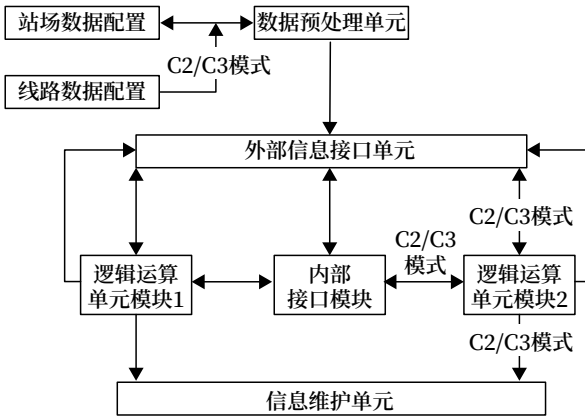 站场数据配置
数据预处理单元
C2/C3模式
线路数据配置
外部信息接口单元
C2/C3模式
C2/C3
模式
逻辑运算
单元模块1
内部
接口模块
逻辑运算
单元模块2
C2/C3模式
信息维护单元